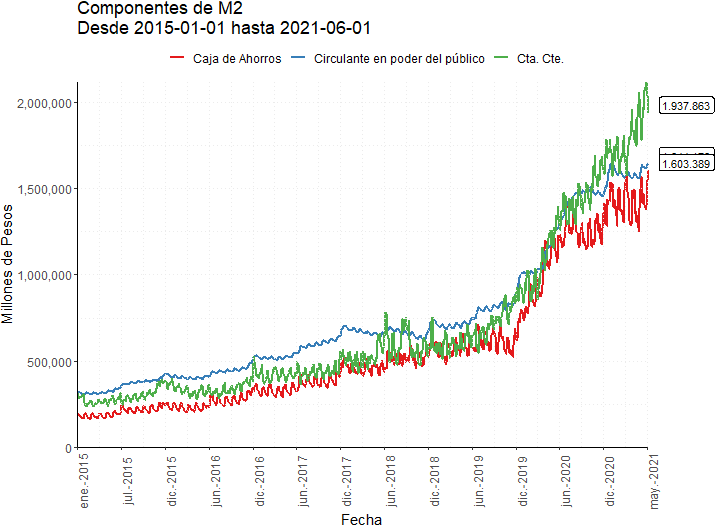 Componentes de M2
Desde 2015-01-01 hasta 2021-06-01
Caja de Ahorros Circulante en poder del público Cta. Cte.
Millones de Pesos
2,000,000
1,500,000
1,000,000
500,000
0
1.937.863
1.603.389
ene.-2015
jul.-2015
dic.-2015
jun.-2016
dic.-2016
jun.-2017
dic.-2017
jun.-2018
dic.-2018
jun.-2019
dic.-2019
jun.-2020
dic.-2020
may.-2021
Fecha